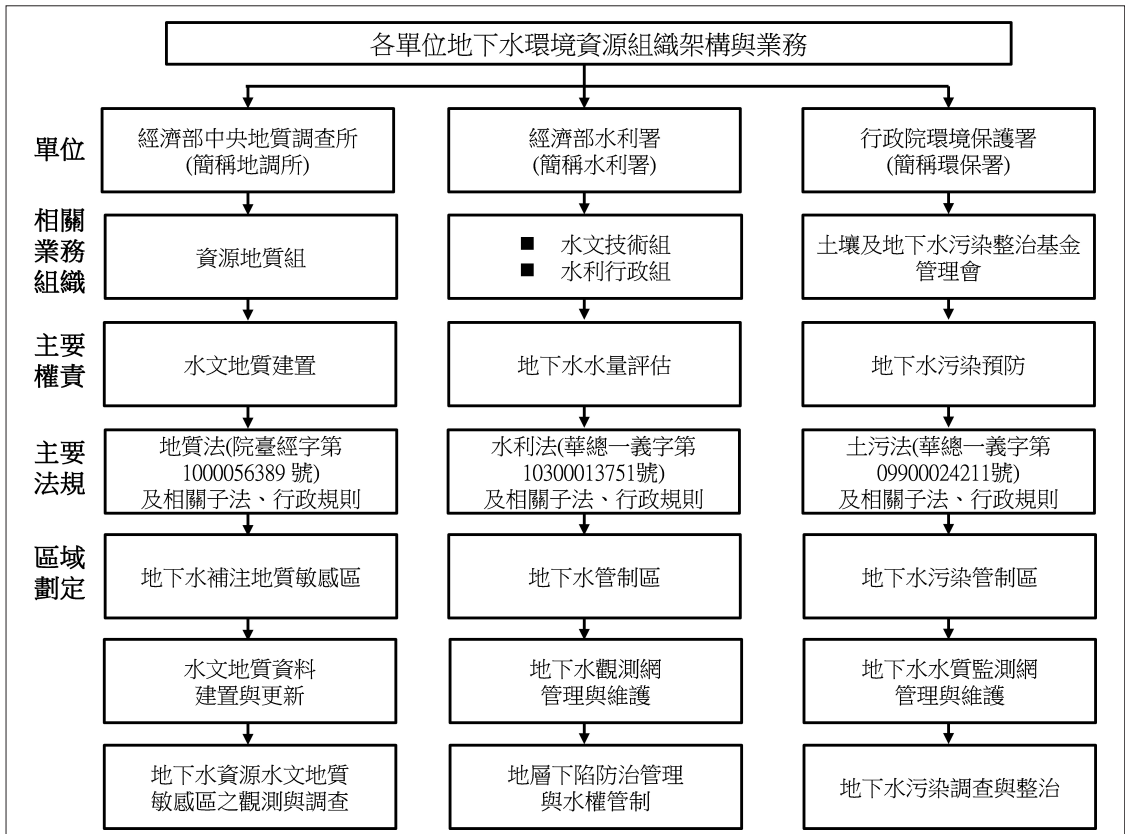 各單位地下水環境資源組織架構與業務
單位
經濟部中央地質調查所
(簡稱地調所)
經濟部水利署
(簡稱水利署)
行政院環境保護署
(簡稱環保署)
相關
業務
組織
資源地質組
■ 水文技術組
■ 水利行政組
土壤及地下水污染整治基金
管理會
主要
權責
水文地質建置
地下水水量評估
地下水污染預防
主要
法規
地質法(院臺經字第
1000056389 號)
及相關子法、行政規則
水利法(華總一義字第
10300013751號)
及相關子法、行政規則
土污法(華總一義字第
09900024211號)
及相關子法、行政規則
區域
劃定
地下水補注地質敏感區
地下水管制區
地下水污染管制區
水文地質資料
建置與更新
地下水觀測網
管理與維護
地下水水質監測網
管理與維護
地下水資源水文地質
敏感區之觀測與調查
地層下陷防治管理
與水權管制
地下水污染調查與整治